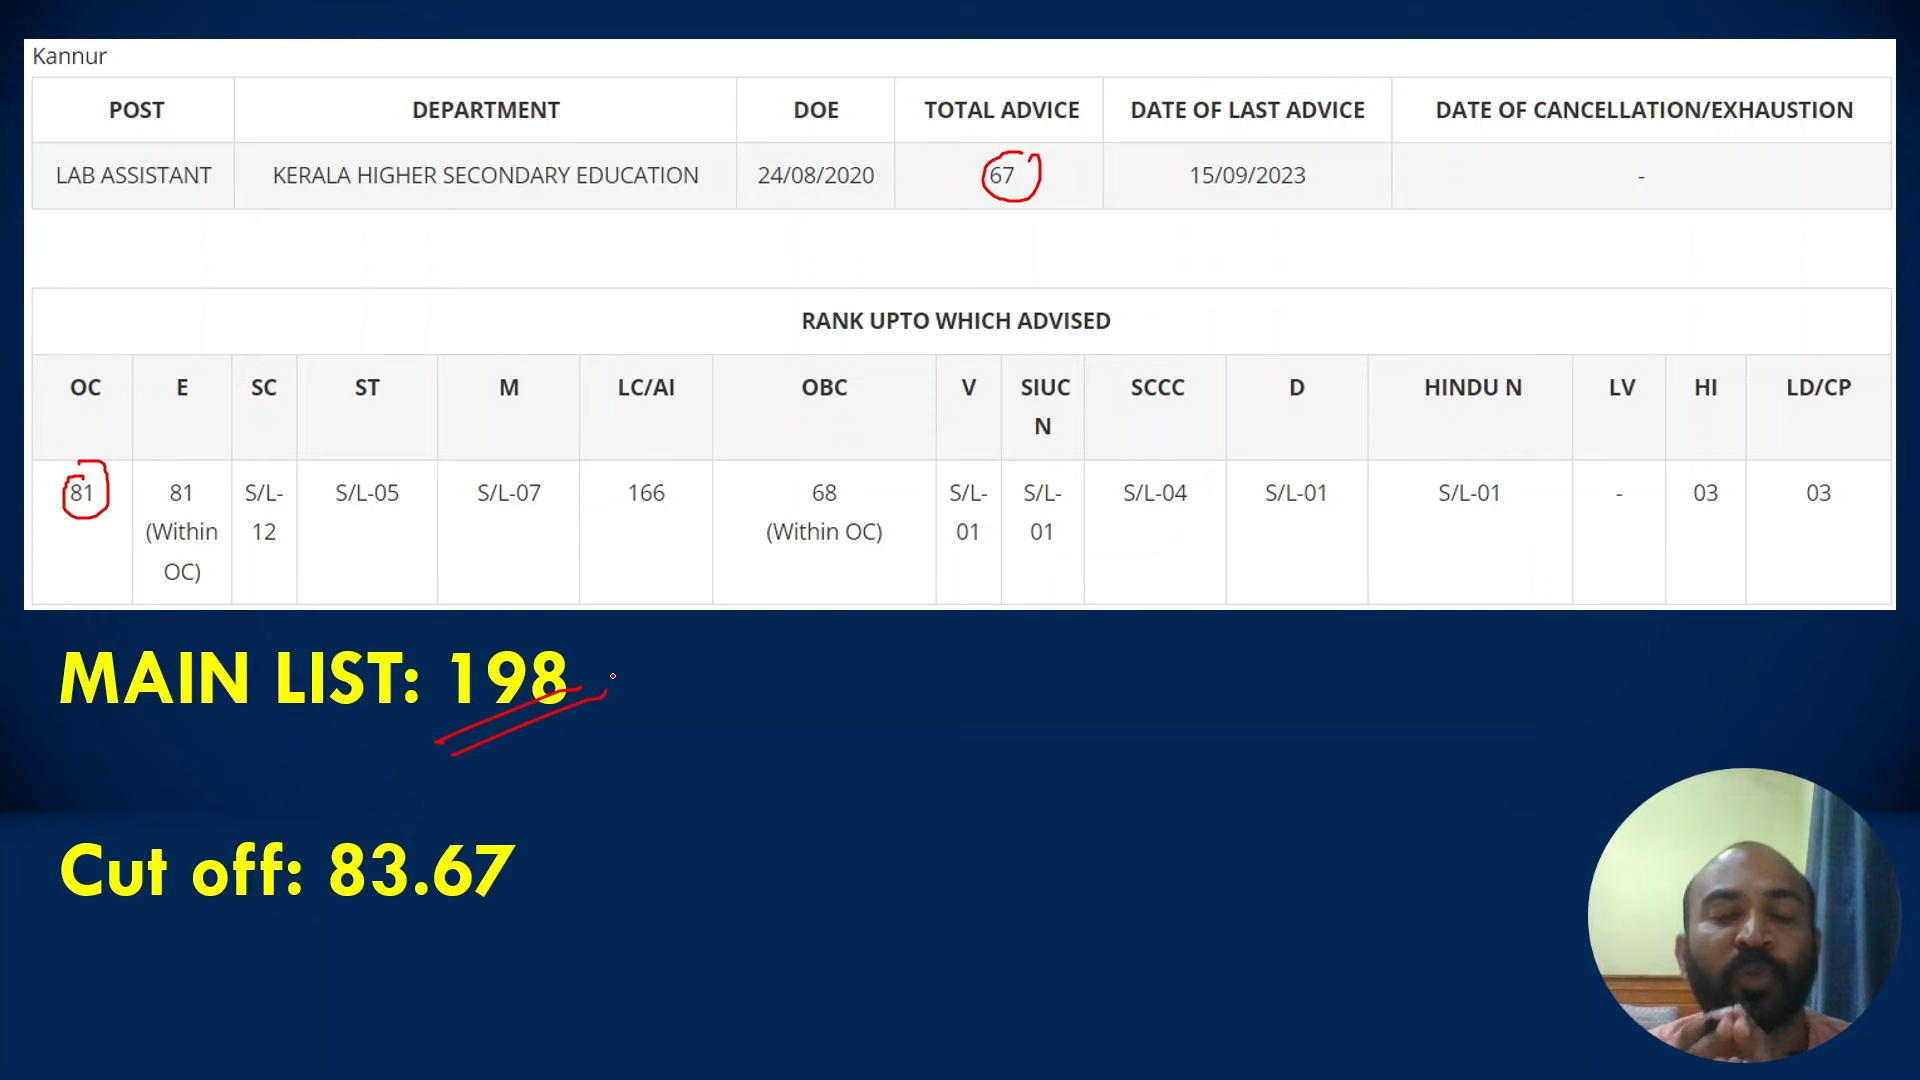 Kannur
POST DEPARTMENT DOE TOTAL ADVICE DATE OF LAST ADVICE DATE OF CANCELLATION/EXHAUSTION
LAB ASSISTANT KERALA HIGHER SECONDARY EDUCATION 24/08/2020 67 15/09/2023 -
RANK UPTO WHICH ADVISED
OC E SC ST M LC/AI OBC V SIUC SCCC D HINDU N LV HI LD/CP
N
81 81 S/L- S/L-05 S/L-07 166 68 S/L- S/L- S/L-04 S/L-01 S/L-01 - 03 03
(Within 12 (Within OC) 01 01
OC)
MAIN LIST: 198
Cut off: 83.67